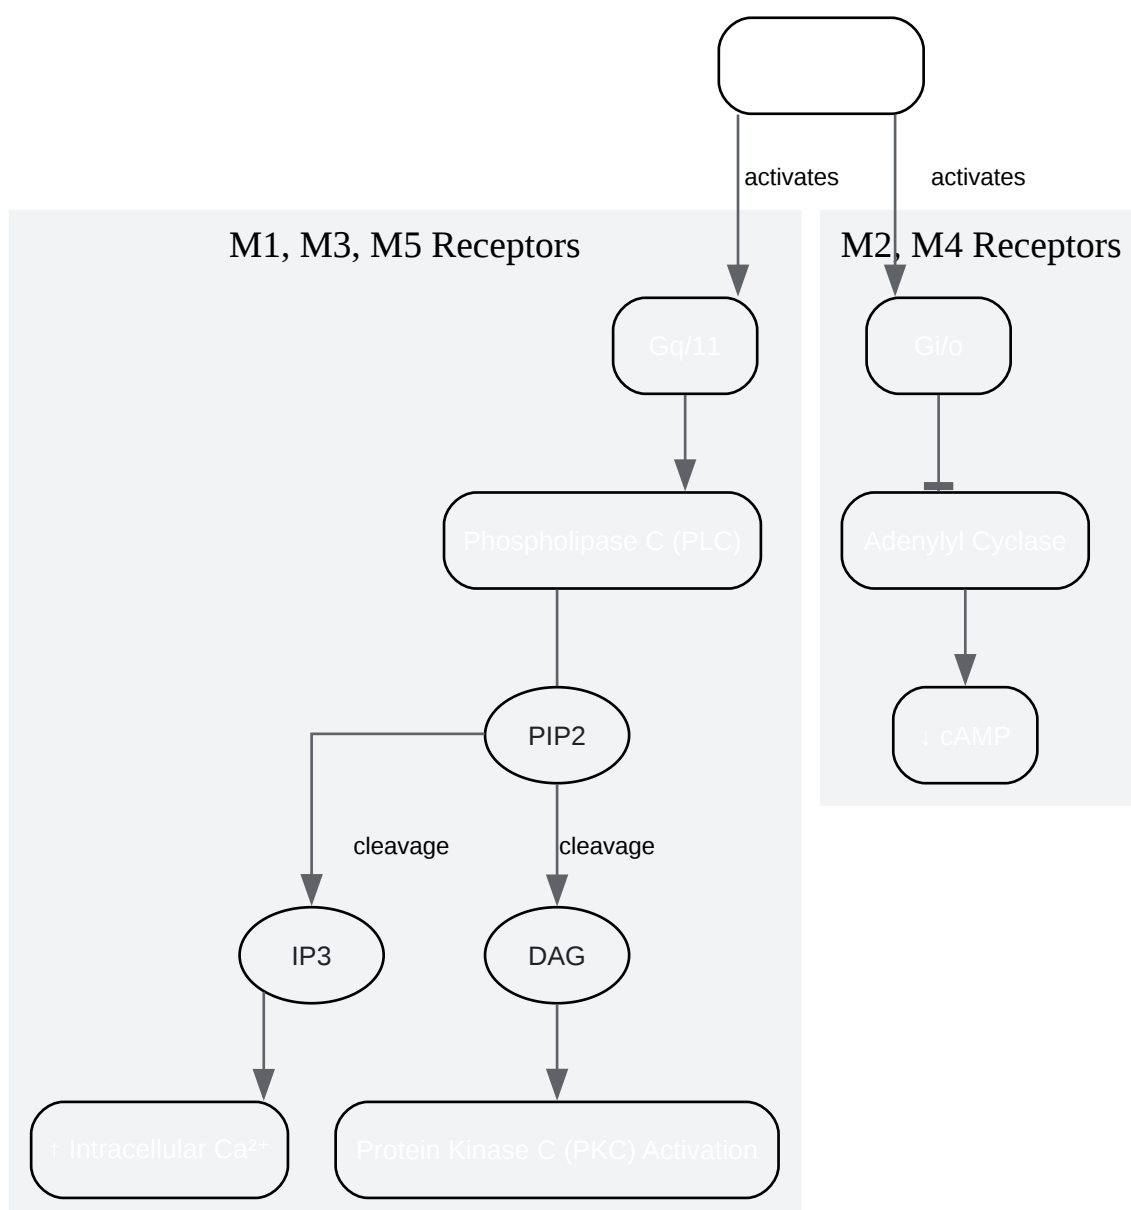 activates
activates
M1, M3, M5 Receptors
M2, M4 Receptors
Gq/11
Gi/o
Phospholipase C (PLC)
Adenylyl Cyclase
PIP2
↓ cAMP
cleavage
cleavage
IP3
DAG
↑ Intracellular Ca²⁺
Protein Kinase C (PKC) Activation